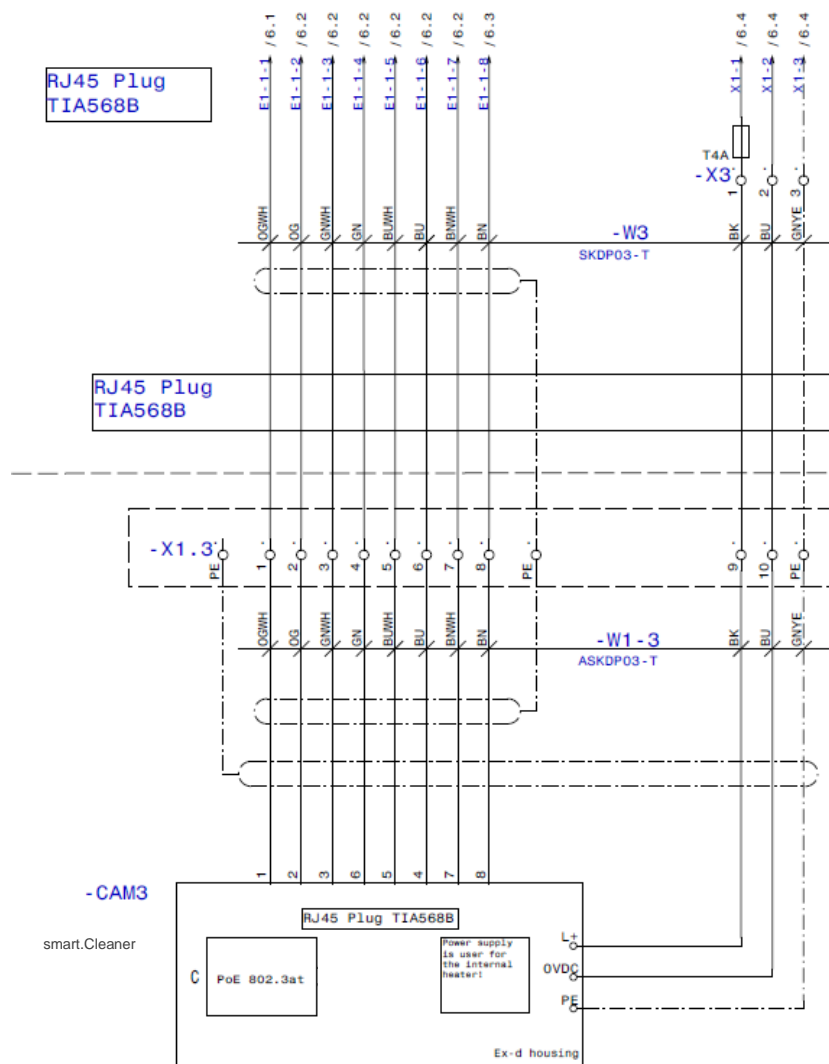 /6.1 /6.2 /6.2 /6.2 /6.2 /6.2 /6.2 /6.3 /6.4 /6.4 /6.4
E1-1-1 E1-1-2 E1-1-3 E1-1-4 E1-1-5 E1-1-6 E1-1-7 E1-1-8 X1-1 X1-2 X1-3
RJ45 Plug
TIA568B
T4A
-X3
1 2 3
OGWH OG GNWH GN BUWH BU BNWH BN BK BU GNYE
-W3
SKDP03-T
RJ45 Plug
TIA568B
-X1.3
PE 1 2 3 4 5 6 7 8 PE 9 10 PE
OGWH OG GNWH GN BUWH BU BNWH BN BK BU GNYE
-W1-3
ASKDP03-T
1 2 3 6 5 4 7 8
-CAM3
RJ45 Plug TIA568B
smart.Cleaner
C
PoE 802.3at
Power supply
is user for
the internal
heater!
L+
0VDC
PE
Ex-d housing